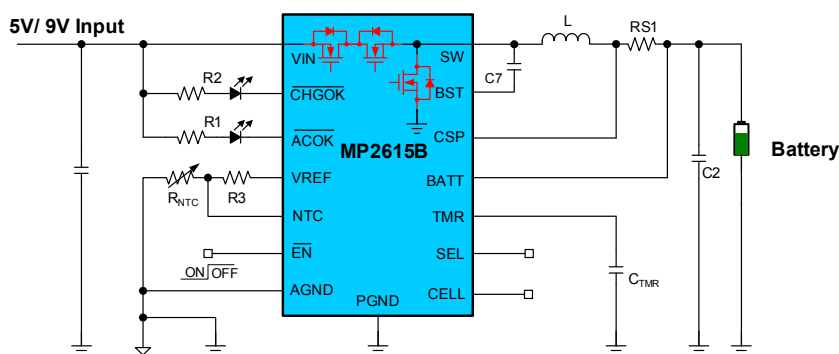 5V/ 9V Input
L
RS1
VIN
SW
R2
C7
CHGOK
BST
R1
ACOK
CSP
MP2615B
Battery
VREF
BATT
C2
RNTC
R3
NTC
TMR
EN
SEL
ON OFF
CTMR
AGND
CELL
PGND